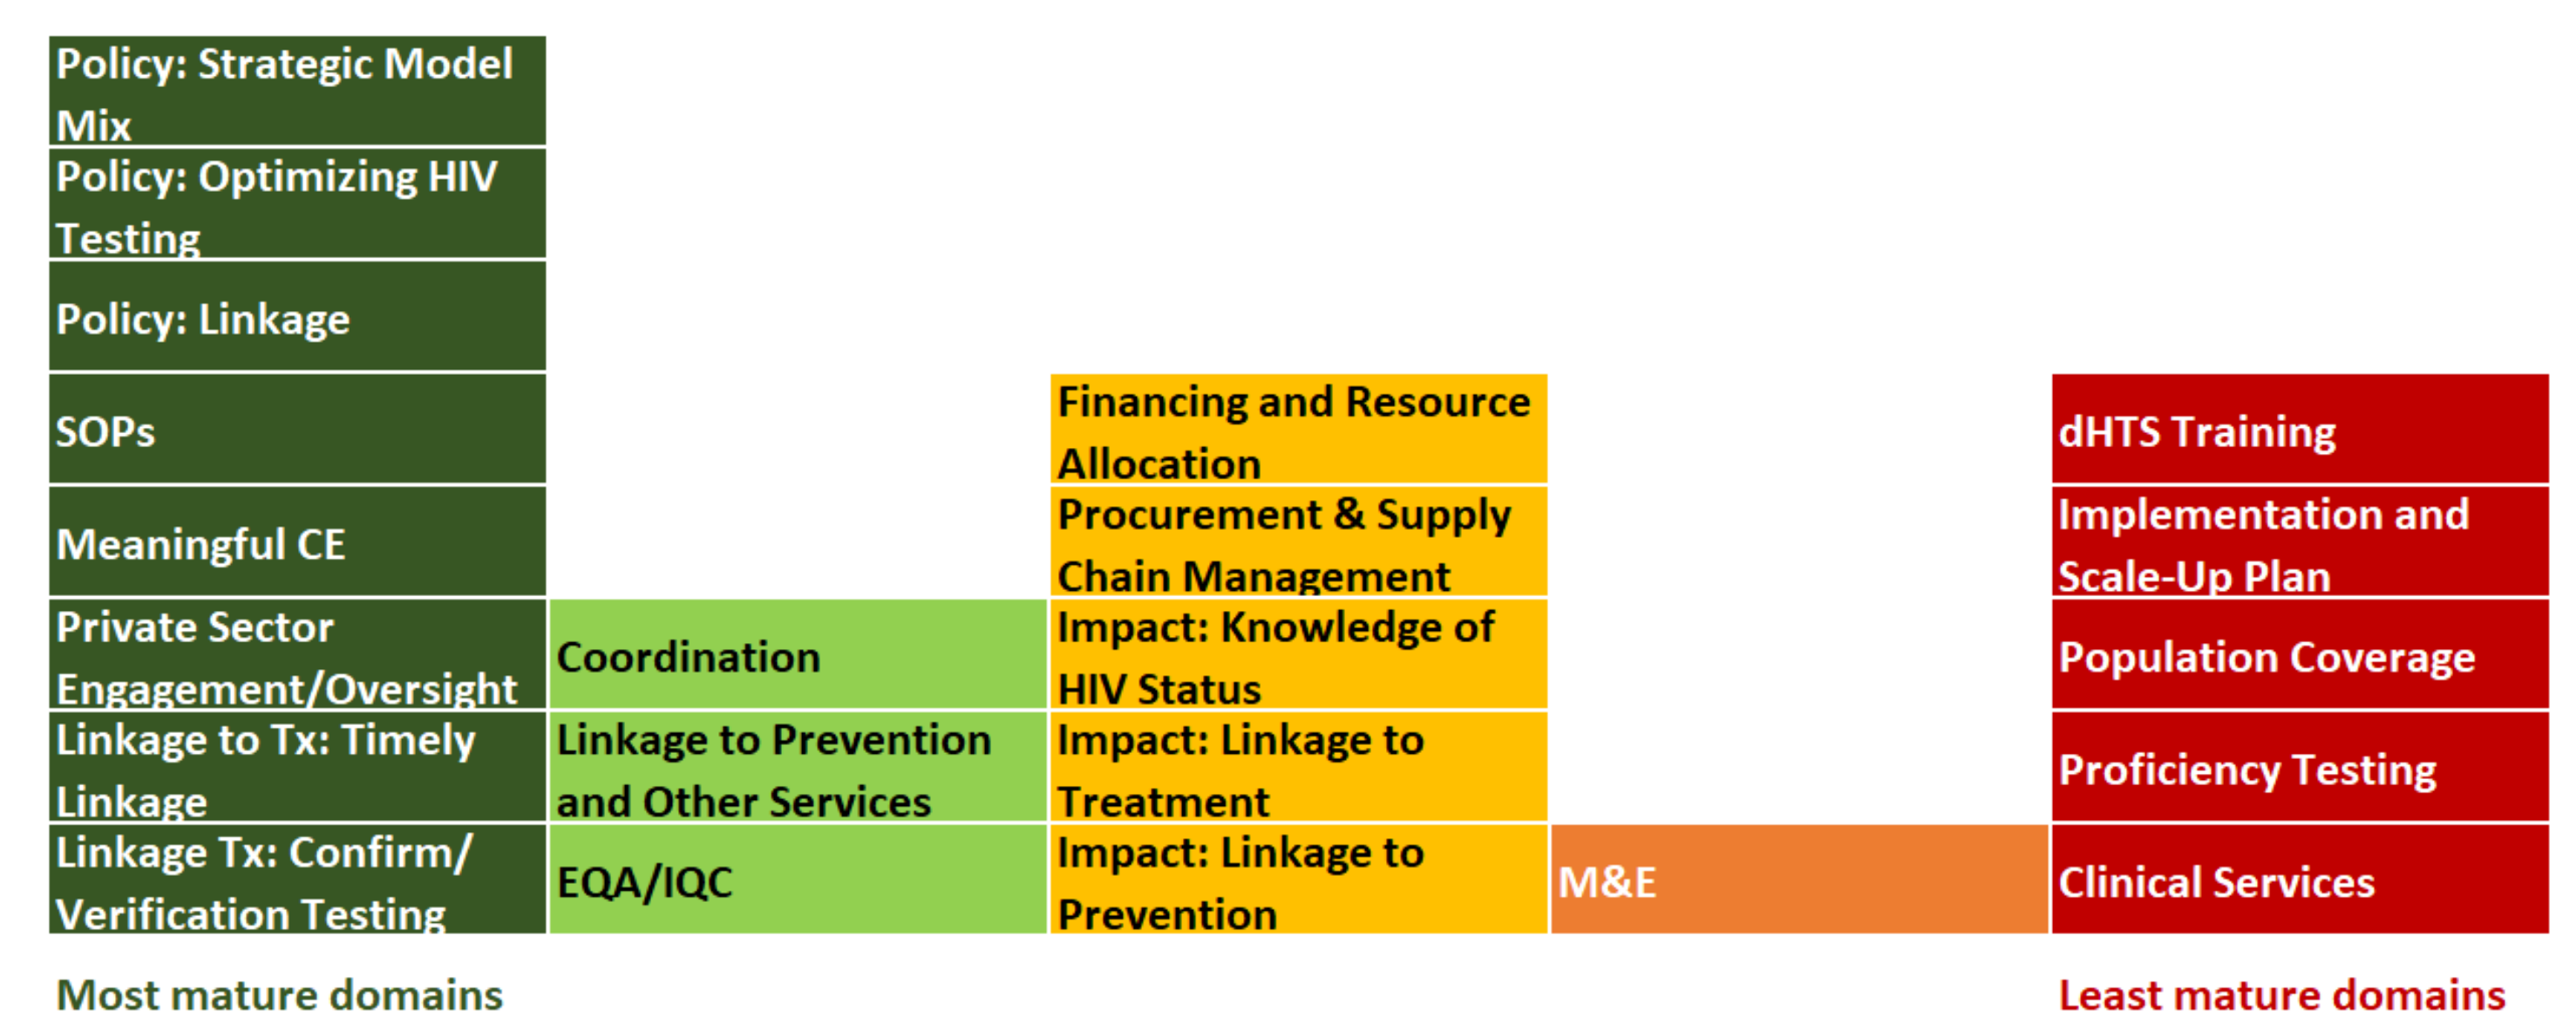 Policy: Strategic Model
Mix
Policy: Optimizing HIV
Testing
Policy: Linkage
SOPs
Meaningful CE
Private Sector
Engagement/Oversight
Linkage to Tx: Timely
Linkage
Linkage Tx: Confirm/
Verification Testing
Coordination
Linkage to Prevention
and Other Services
EQA/IQC
Financing and Resource
Allocation
Procurement & Supply
Chain Management
Impact: Knowledge of
HIV Status
Impact: Linkage to
Treatment
Impact: Linkage to
Prevention
M&E
dHTS Training
Implementation and
Scale-Up Plan
Population Coverage
Proficiency Testing
Clinical Services
Most mature domains
Least mature domains